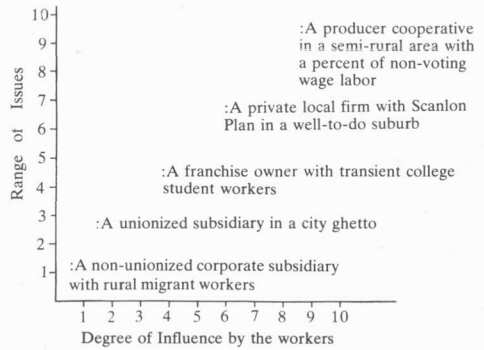 10-
9-
8-
7-
6-
5-
4-
3-
2-
1-
Range of Issues
:A producer cooperative
in a semi-rural area with
a percent of non-voting
wage labor
:A private local firm with Scanlon
Plan in a well-to-do suburb
:A franchise owner with transient college
student workers
:A unionized subsidiary in a city ghetto
:A non-unionized corporate subsidiary
with rural migrant workers
1 2 3 4 5 6 7 8 9 10
Degree of Influence by the workers